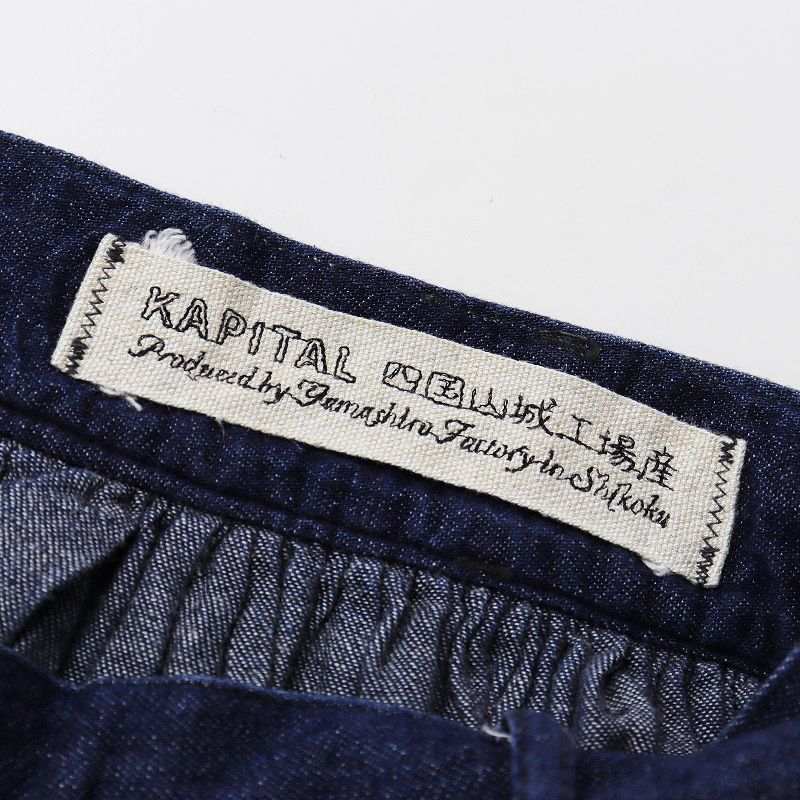 KAPITAL 四国山城工場産
Produced by Yamashiro Factory in Shikoku